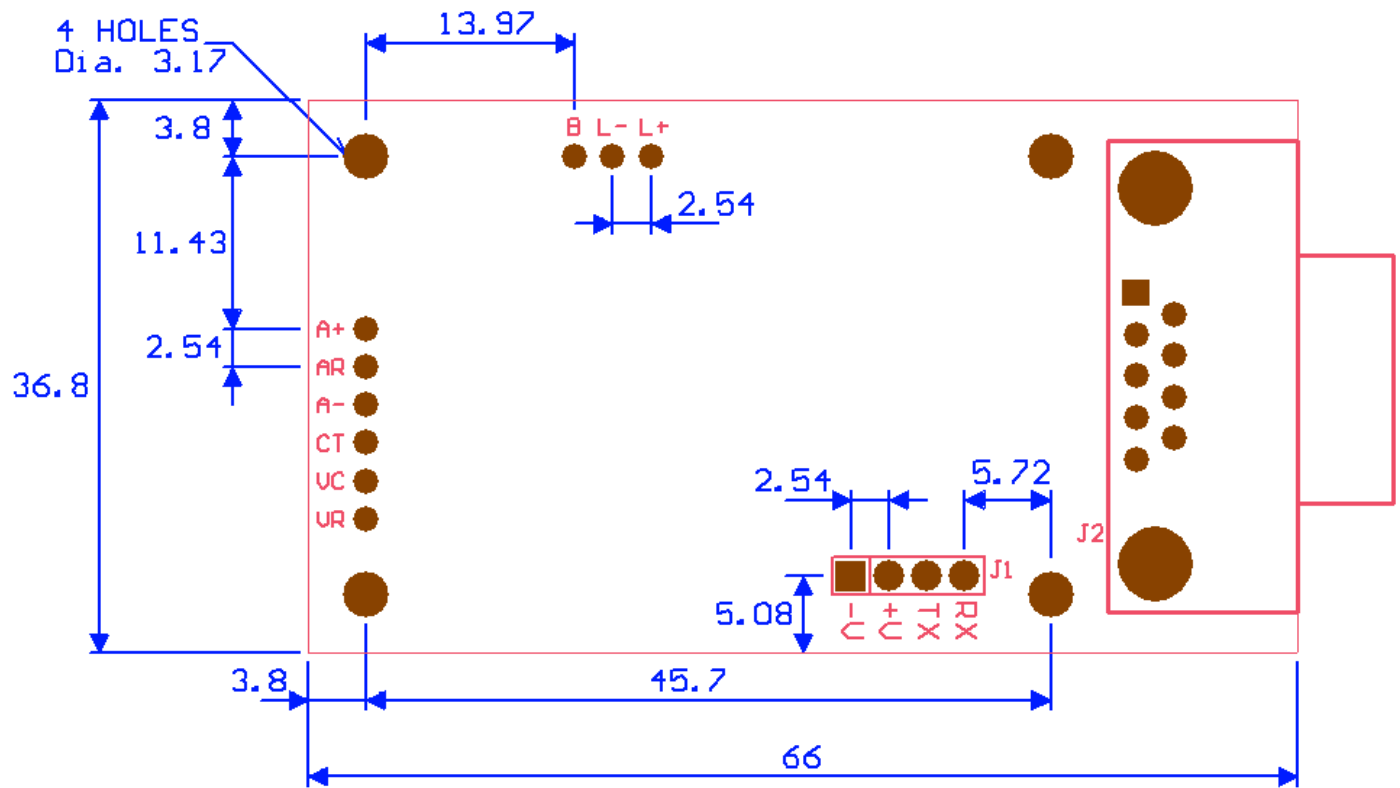 4 HOLES
Dia. 3.17
13.97
3.8
B L- L+
2.54
11.43
A+
2.54
AR
36.8
A-
CT
VC
VR
2.54
5.72
J2
J1
5.08
-V
+V
TX
RX
3.8
45.7
66